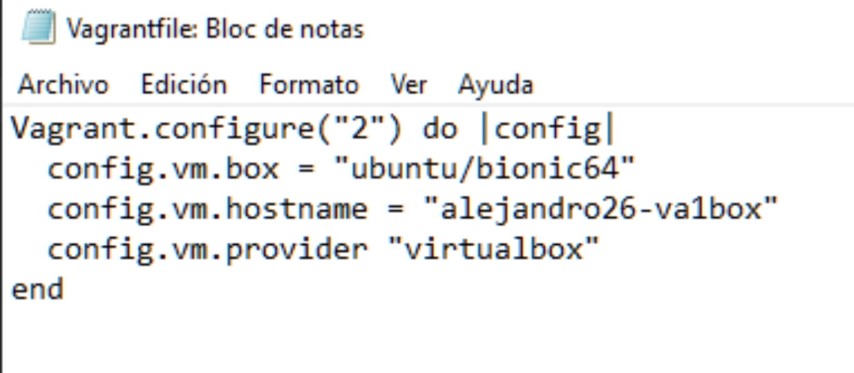 Vagrantfile: Bloc de notas
Archivo Edición Formato Ver Ayuda
Vagrant.configure("2") do |config|
  config.vm.box = "ubuntu/bionic64"
  config.vm.hostname = "alejandro26-va1box"
  config.vm.provider "virtualbox"
end